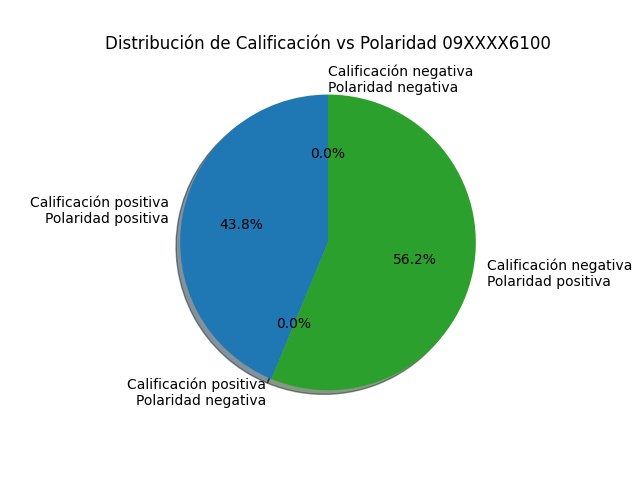 Distribución de Calificación vs Polaridad 09XXXX6100
Calificación negativa
Polaridad negativa
0.0%
Calificación positiva
Polaridad positiva
43.8%
56.2%
Calificación negativa
Polaridad positiva
0.0%
Calificación positiva
Polaridad negativa